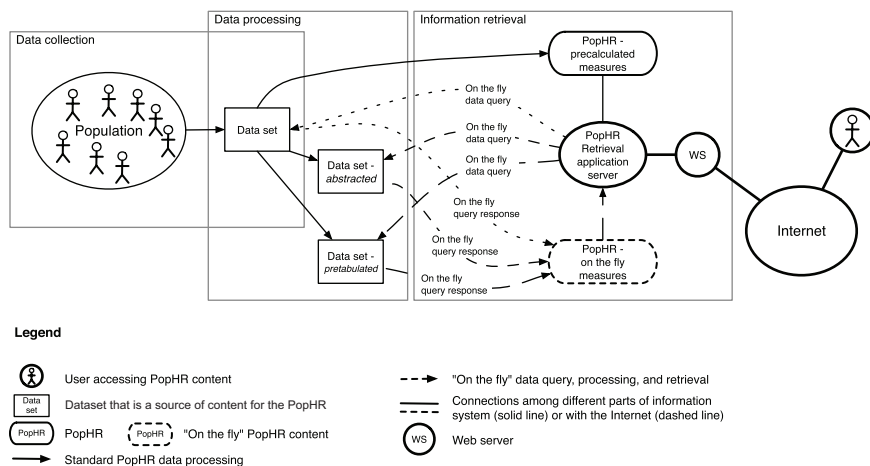 Data processing
Information retrieval
Data collection
PopHR -
precalculated
measures
On the fly
data query
Population
Data set
On the fly
data query
PopHR
Retrieval
application
server
WS
On the fly
data query
Data set -
abstracted
On the fly
query response
Internet
On the fly
query response
Data set -
pretabulated
PopHR -
on the fly
measures
On the fly
query response
Legend
User accessing PopHR content
Data
set
Dataset that is a source of content for the PopHR
PopHR
PopHR
PopHR
"On the fly" PopHR content
Standard PopHR data processing
"On the fly" data query, processing, and retrieval
Connections among different parts of information
system (solid line) or with the Internet (dashed line)
WS
Web server